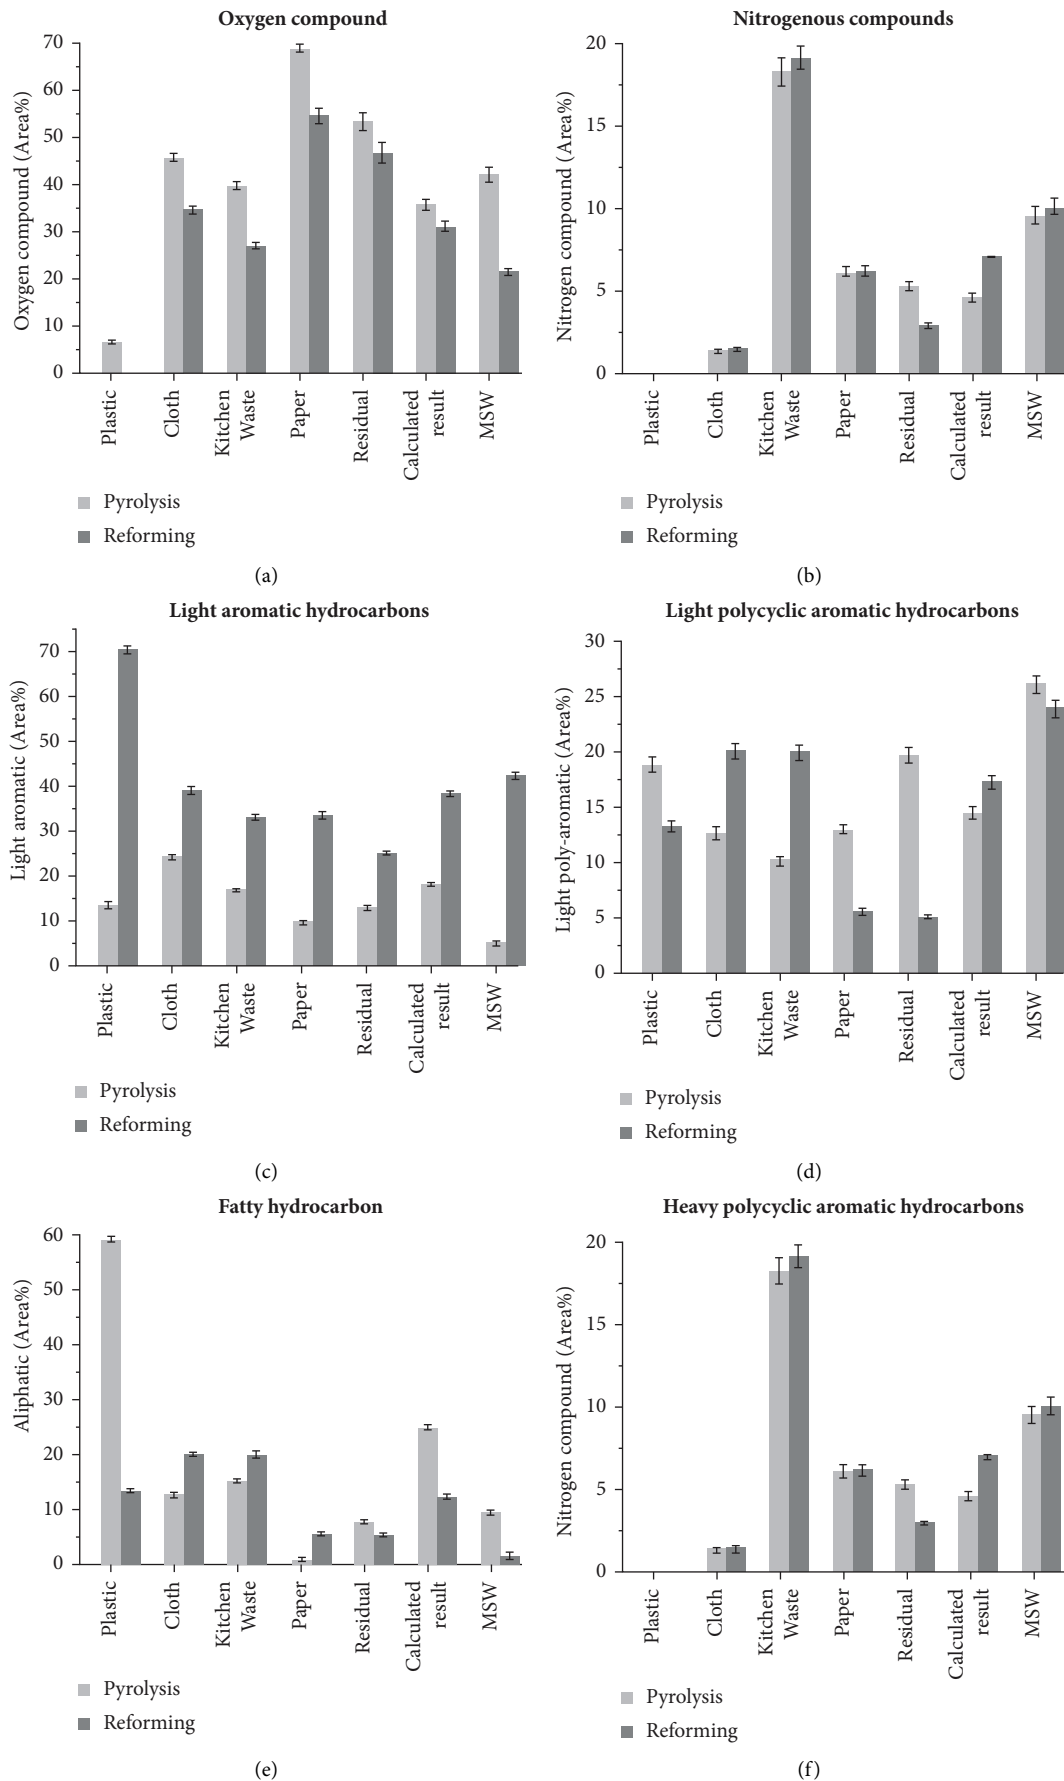 Oxygen compound
Oxygen compound (Area%)
70
60
50
40
30
20
10
0
Plastic
Cloth
Kitchen
Waste
Paper
Residual
Calculated
result
MSW
Pyrolysis
Reforming
(a)
Nitrogenous compounds
Nitrogen compound (Area%)
20
15
10
5
0
Plastic
Cloth
Kitchen
Waste
Paper
Residual
Calculated
result
MSW
Pyrolysis
Reforming
(b)
Light aromatic hydrocarbons
Light aromatic (Area%)
70
60
50
40
30
20
10
0
Plastic
Cloth
Kitchen
Waste
Paper
Residual
Calculated
result
MSW
Pyrolysis
Reforming
(c)
Light polycyclic aromatic hydrocarbons
Light poly-aromatic (Area%)
30
25
20
15
10
5
0
Plastic
Cloth
Kitchen
Waste
Paper
Residual
Calculated
result
MSW
Pyrolysis
Reforming
(d)
Fatty hydrocarbon
Aliphatic (Area%)
60
50
40
30
20
10
0
Plastic
Cloth
Kitchen
Waste
Paper
Residual
Calculated
result
MSW
Pyrolysis
Reforming
(e)
Heavy polycyclic aromatic hydrocarbons
Nitrogen compound (Area%)
20
15
10
5
0
Plastic
Cloth
Kitchen
Waste
Paper
Residual
Calculated
result
MSW
Pyrolysis
Reforming
(f)